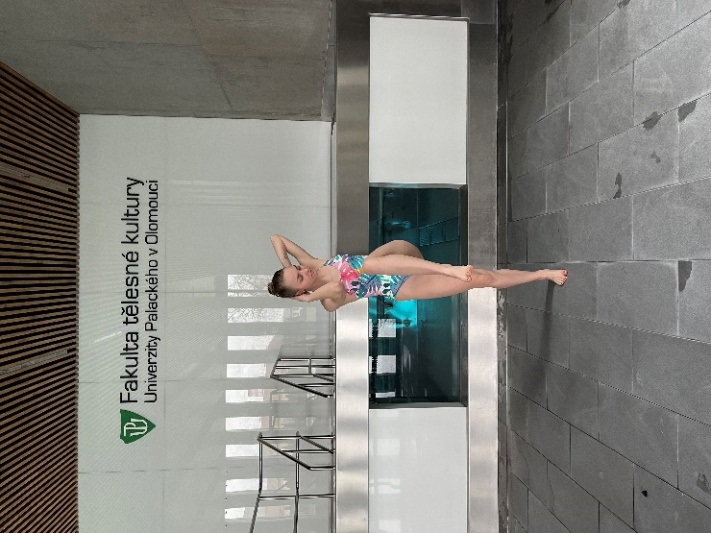 Fakulta tělesné kultury
Univerzity Palackého v Olomouci